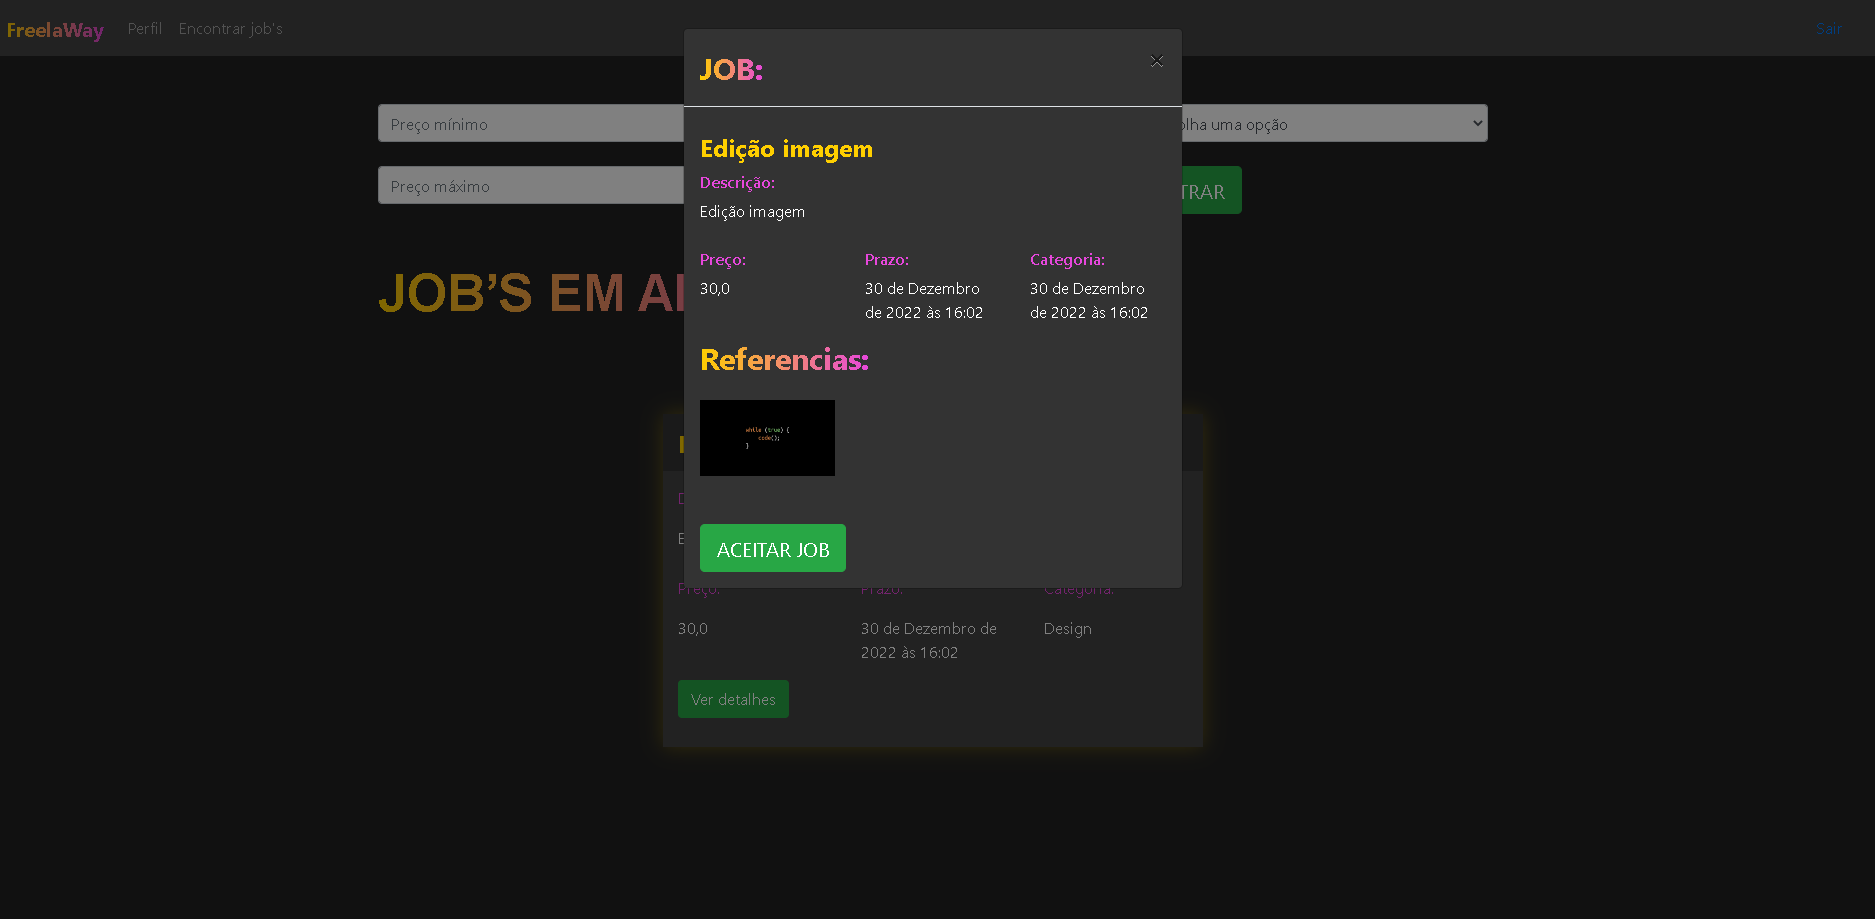 FreelaWay Perfil Encontrar job's Sair
JOB: ×
Preço mínimo
Preço máximo
JOB'S EM
Edição imagem
Descrição:
Edição imagem
Preço: Prazo: Categoria:
30,0 30 de Dezembro 30 de Dezembro
de 2022 às 16:02 de 2022 às 16:02
Referencias:
while (true) {
code();
}
ACEITAR JOB
Preço: Prazo: Categoria:
30,0 30 de Dezembro de Design
2022 às 16:02
Ver detalhes
uma opção